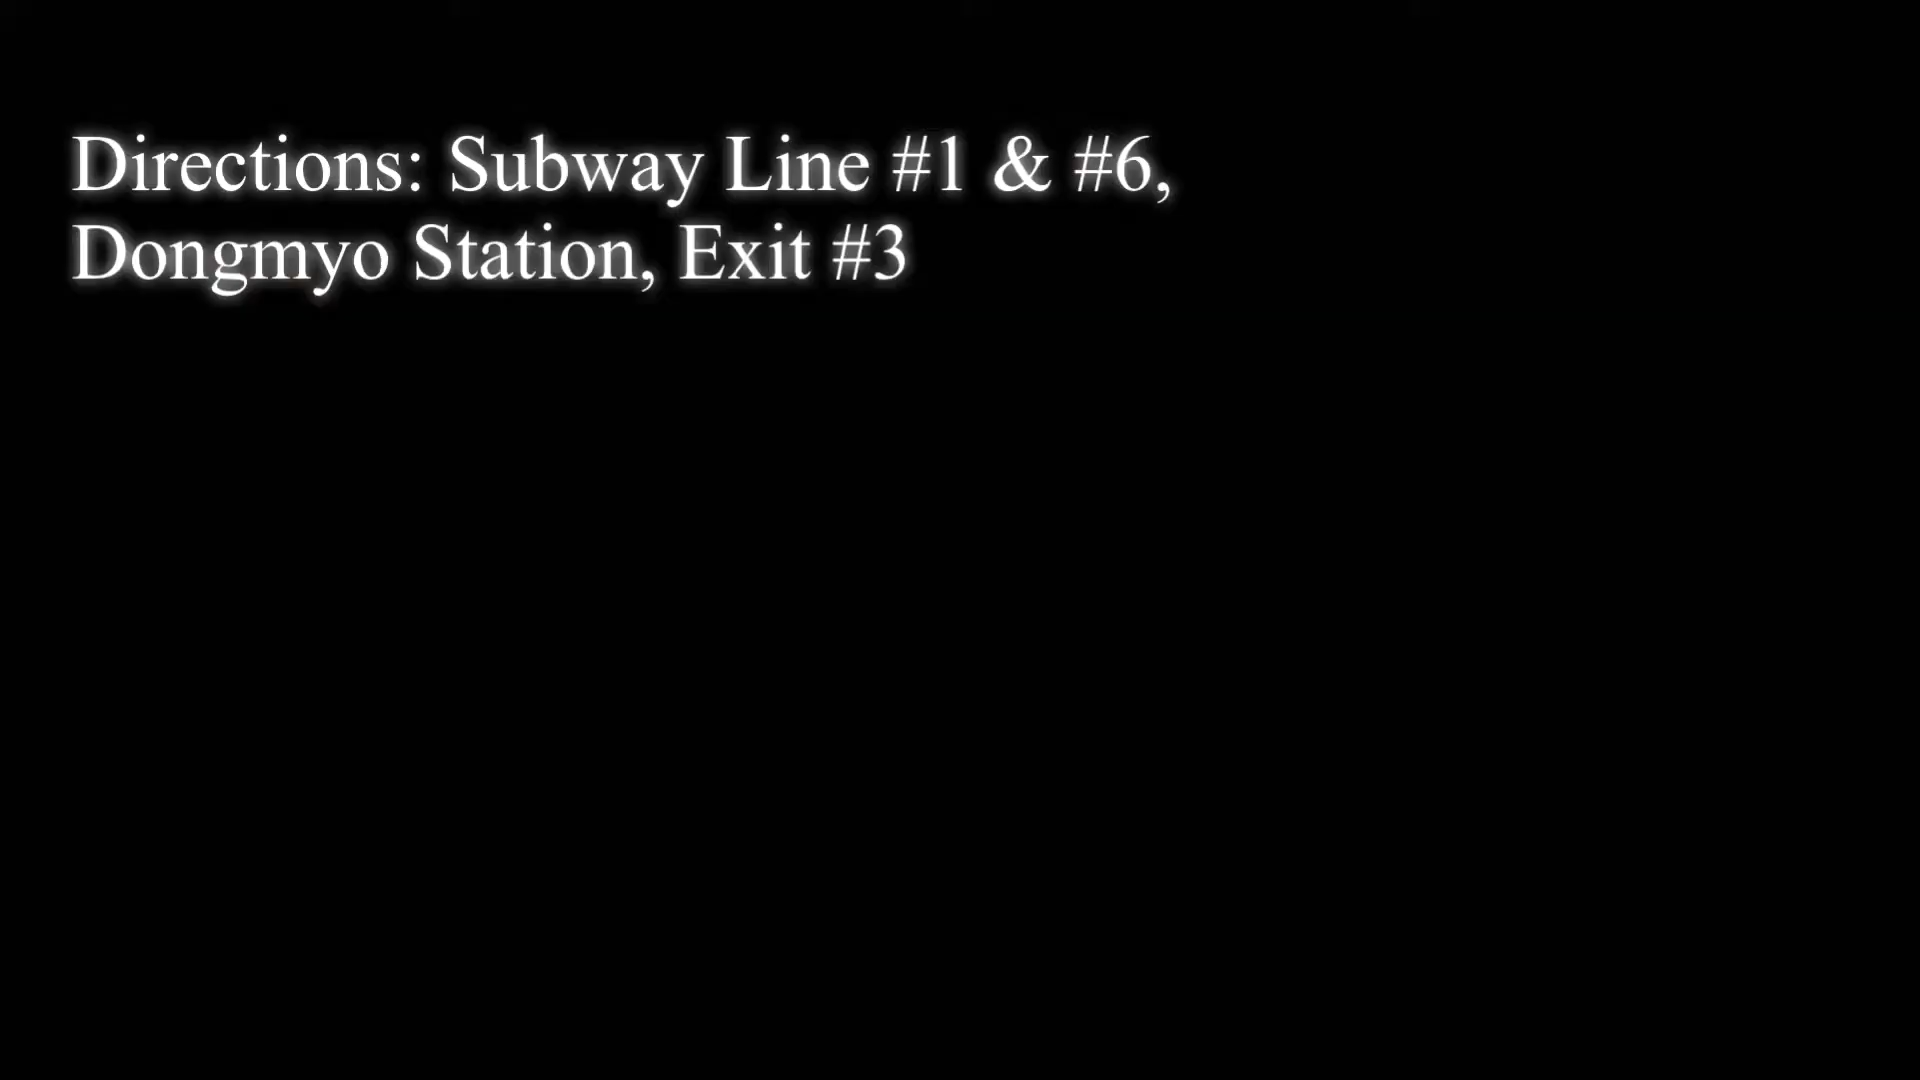 Directions: Subway Line #1 & #6,
Dongmyo Station, Exit #3